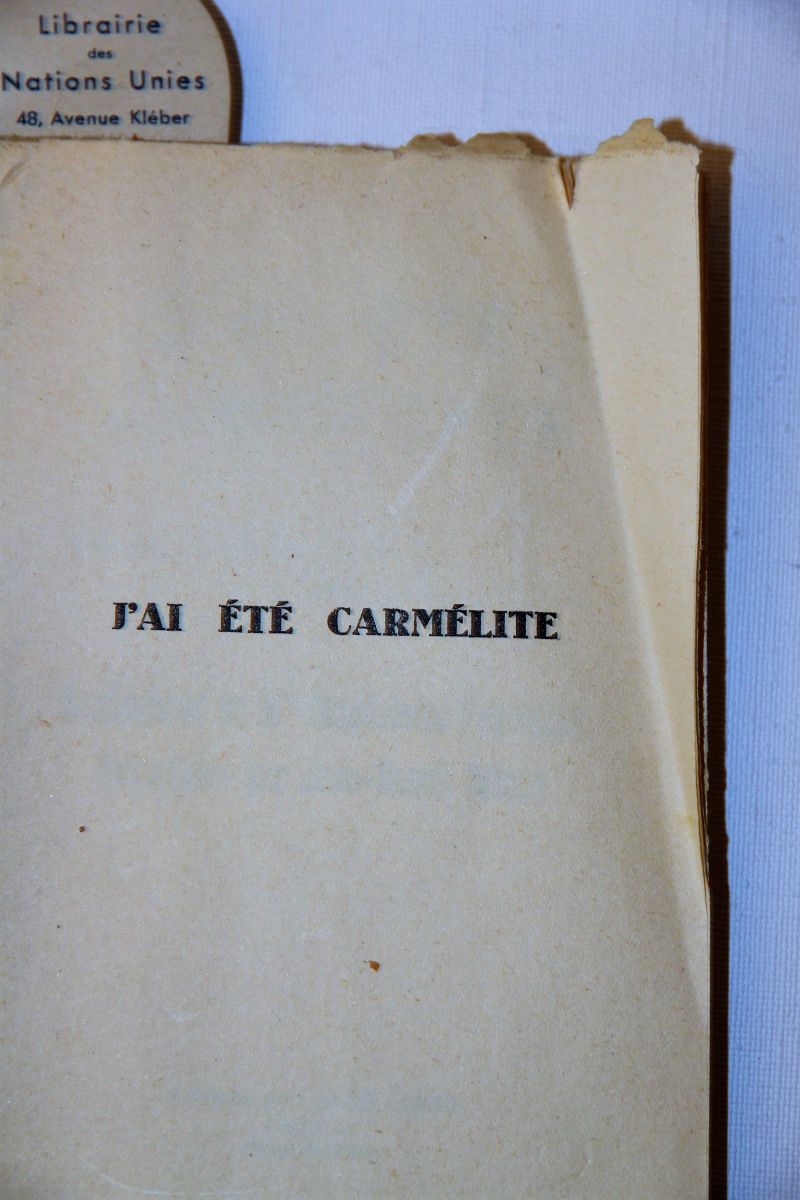 Librairie
des
Nations Unies
48, Avenue Kléber
J'AI ÉTÉ CARMÉLITE